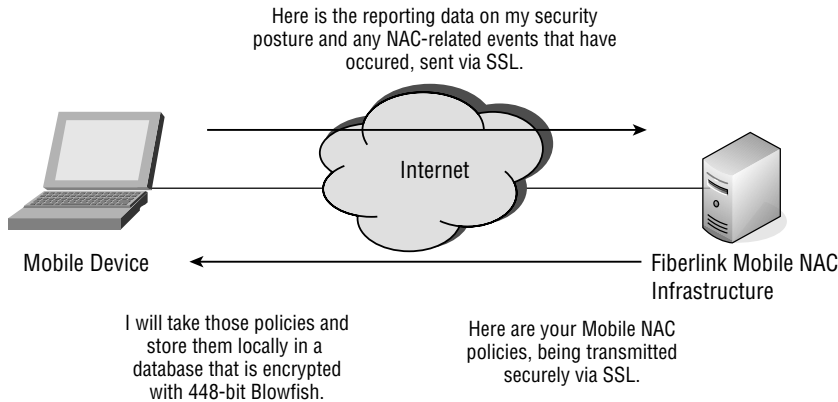 Here is the reporting data on my security
posture and any NAC-related events that have
occured, sent via SSL.
Internet
Mobile Device
Fiberlink Mobile NAC
Infrastructure
I will take those policies and
store them locally in a
database that is encrypted
with 448-bit Blowfish.
Here are your Mobile NAC
policies, being transmitted
securely via SSL.